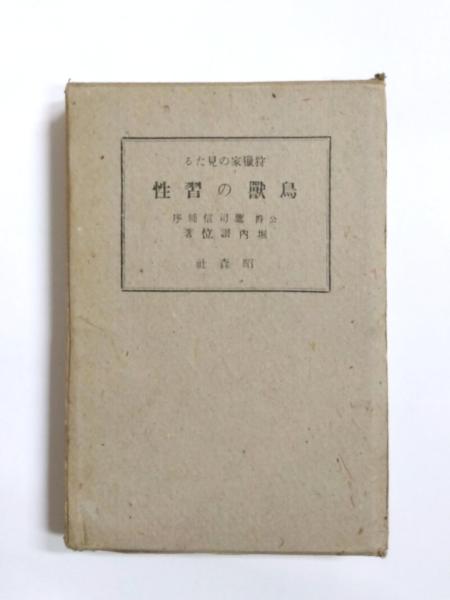 狩獵家の見たる
鳥獸の習性
公爵鷹司信輔序
堀内讃位著
昭森社